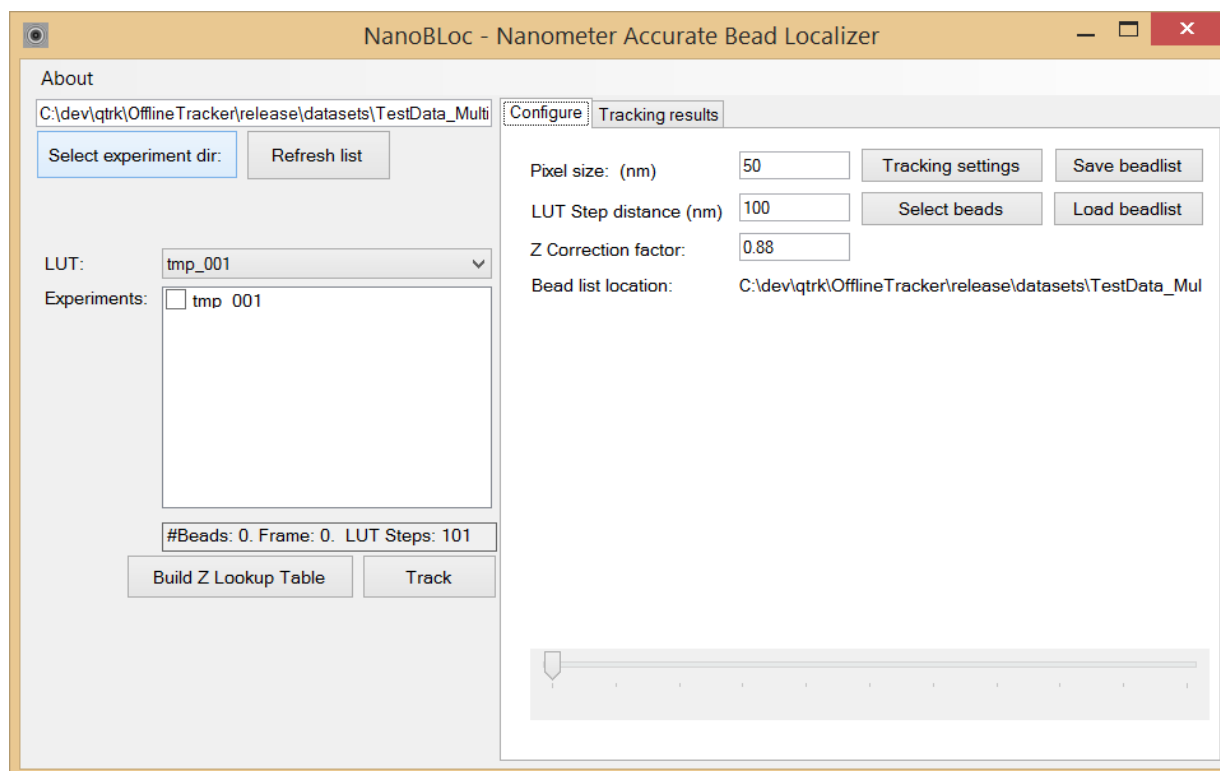 NanoBLoc - Nanometer Accurate Bead Localizer
About
C:\dev\qtrk\OfflineTracker\release\datasets\TestData_Multi
Select experiment dir:
Refresh list
LUT:
tmp_001
Experiments:
tmp_001
#Beads: 0. Frame: 0. LUT Steps: 101
Build Z Lookup Table
Track
Configure
Tracking results
Pixel size: (nm)
50
Tracking settings
Save beadlist
LUT Step distance (nm)
100
Select beads
Load beadlist
Z Correction factor:
0.88
Bead list location:
C:\dev\qtrk\OfflineTracker\release\datasets\TestData_Mul